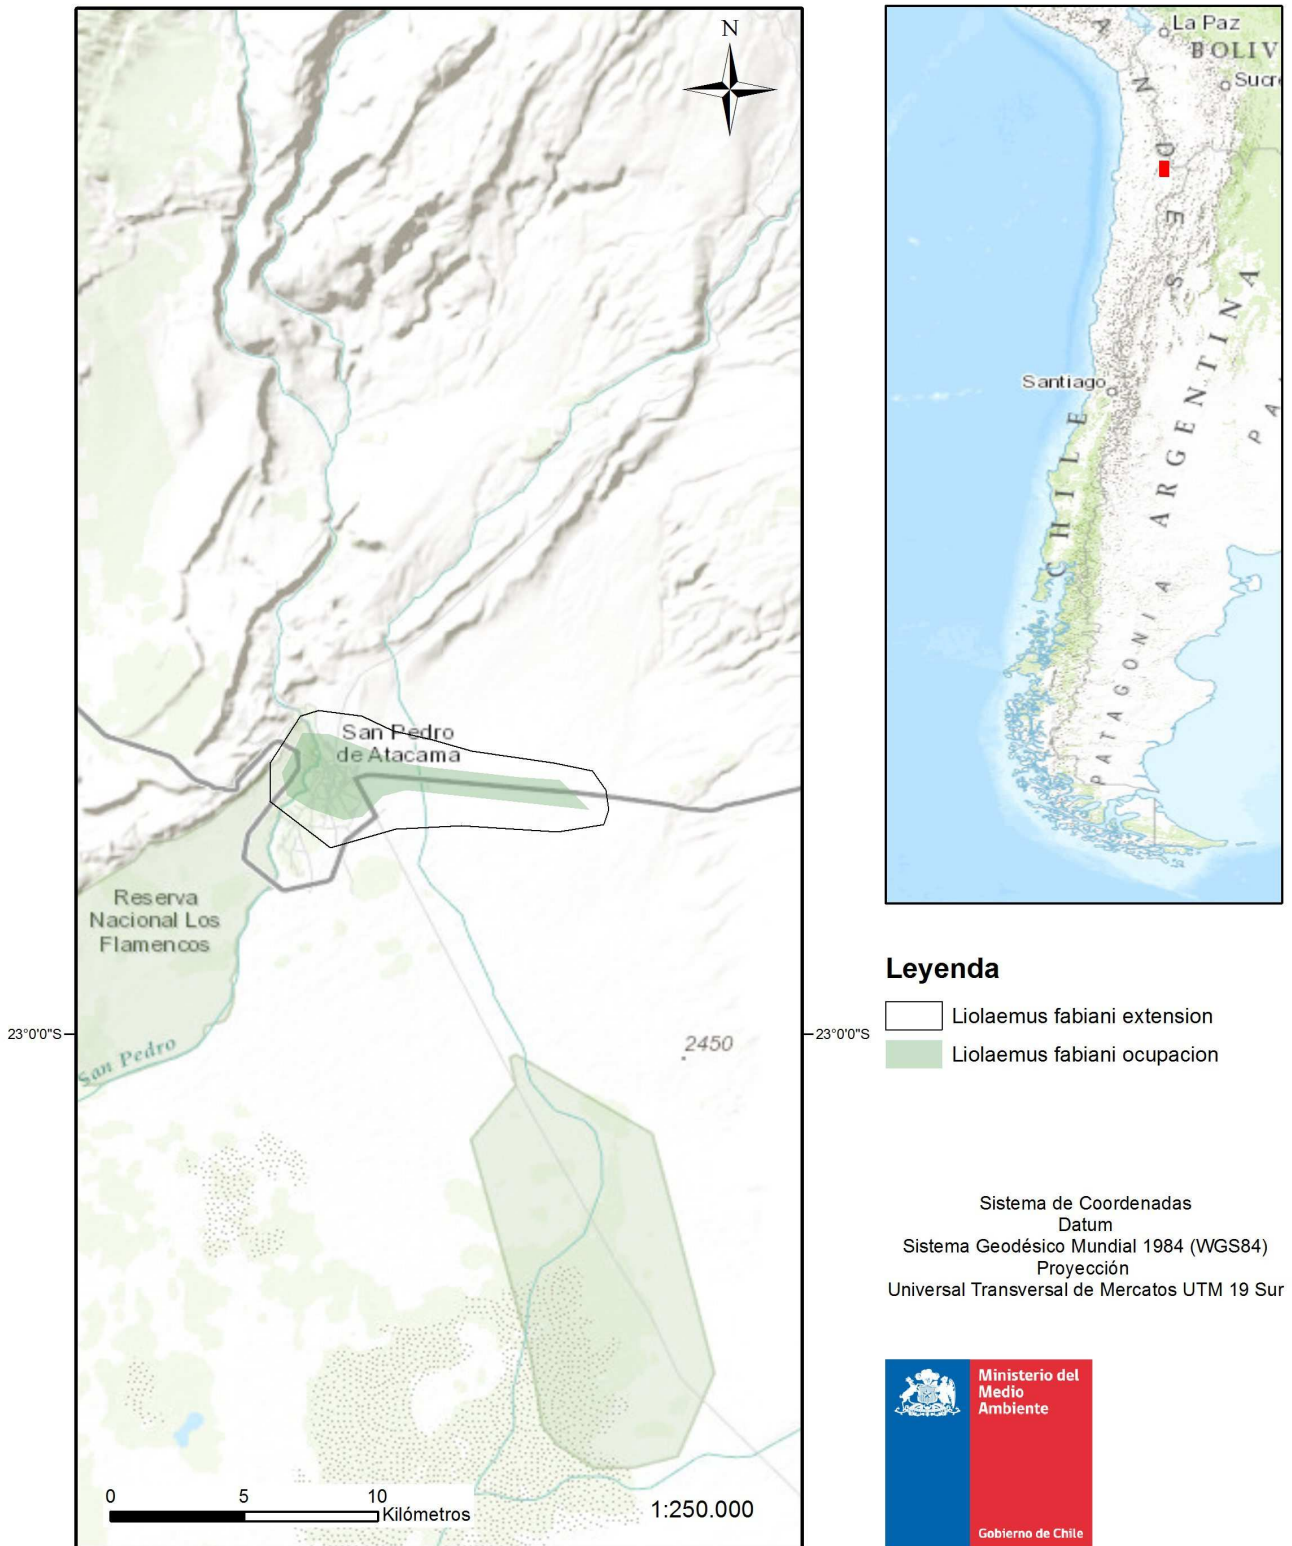 N
San Pedro
de Atacama
Reserva
Nacional Los
Flamencos
23°0'0"S
23°0'0"S
San Pedro
2450
0 5 10
Kilómetros
1:250.000
La Paz
BOLIV
Sucr
ANDES
Santiago
CHILE
ARGENTINA
PATAGONIA
PA
Leyenda
Liolaemus fabiani extension
Liolaemus fabiani ocupacion
Sistema de Coordenadas
Datum
Sistema Geodésico Mundial 1984 (WGS84)
Proyección
Universal Transversal de Mercatos UTM 19 Sur
Ministerio del
Medio
Ambiente
Gobierno de Chile